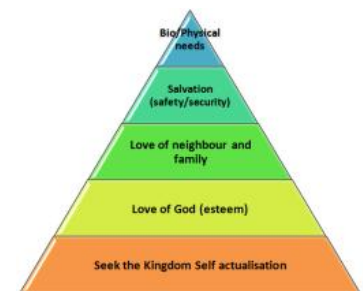 Bio/Physical
needs
Salvation
(safety/security)
Love of neighbour and
family
Love of God (esteem)
Seek the Kingdom Self actualisation